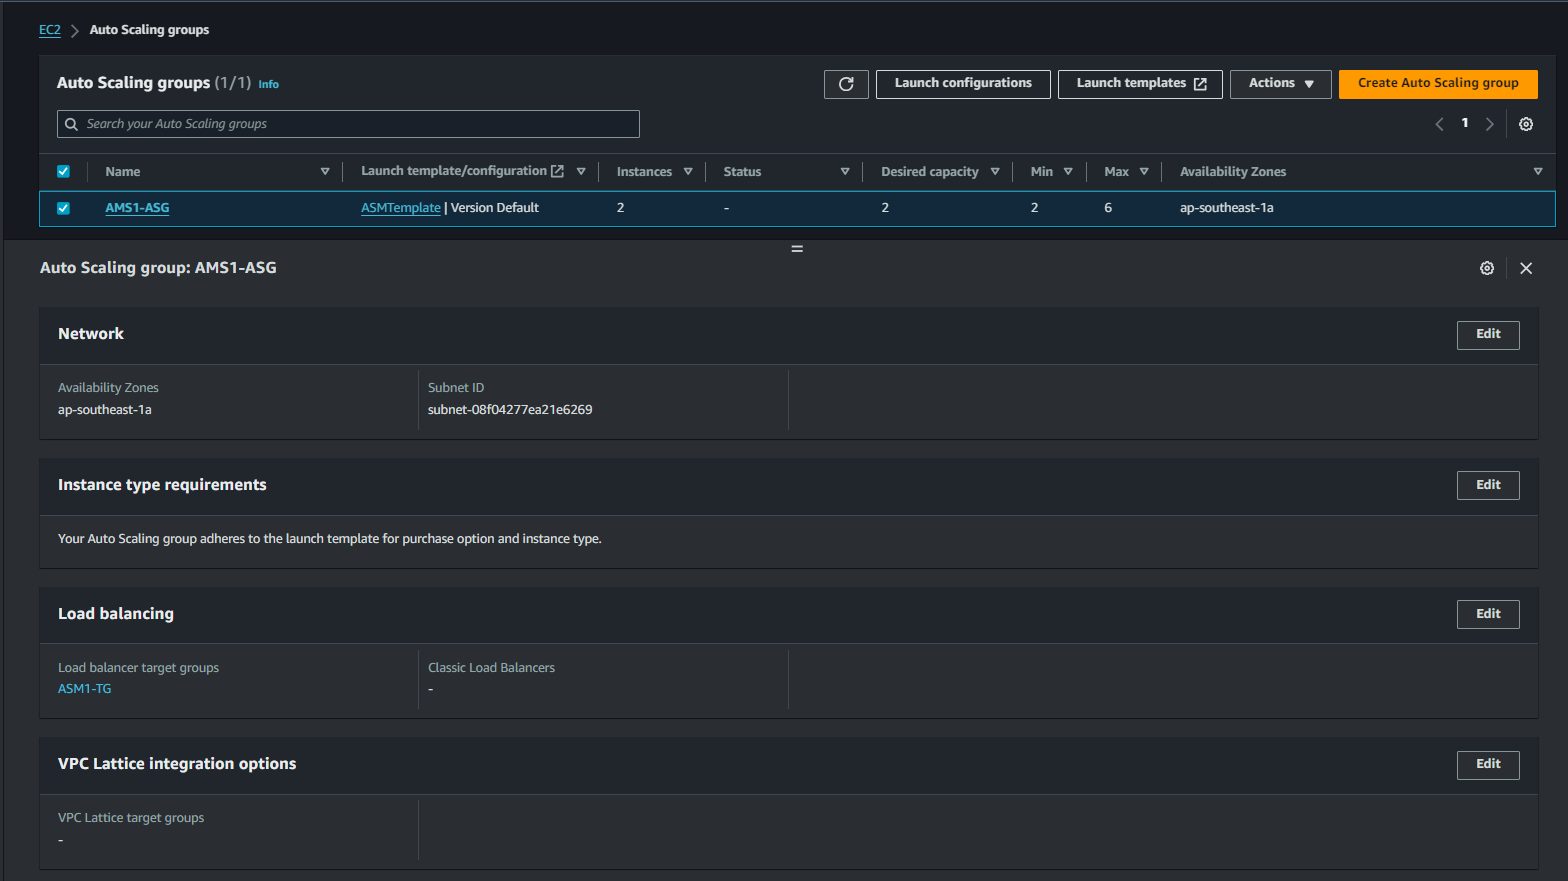 EC2 > Auto Scaling groups
Auto Scaling groups (1/1) Info
Launch configurations
Launch templates
Actions
Create Auto Scaling group
Search your Auto Scaling groups
1
Name Launch template/configuration Instances Status Desired capacity Min Max Availability Zones
AMS1-ASG ASMTemplate | Version Default 2 - 2 2 6 ap-southeast-1a
Auto Scaling group: AMS1-ASG
Network
Edit
Availability Zones Subnet ID
ap-southeast-1a subnet-08f04277ea21e6269
Instance type requirements
Edit
Your Auto Scaling group adheres to the launch template for purchase option and instance type.
Load balancing
Edit
Load balancer target groups Classic Load Balancers
ASM1-TG -
VPC Lattice integration options
Edit
VPC Lattice target groups
-